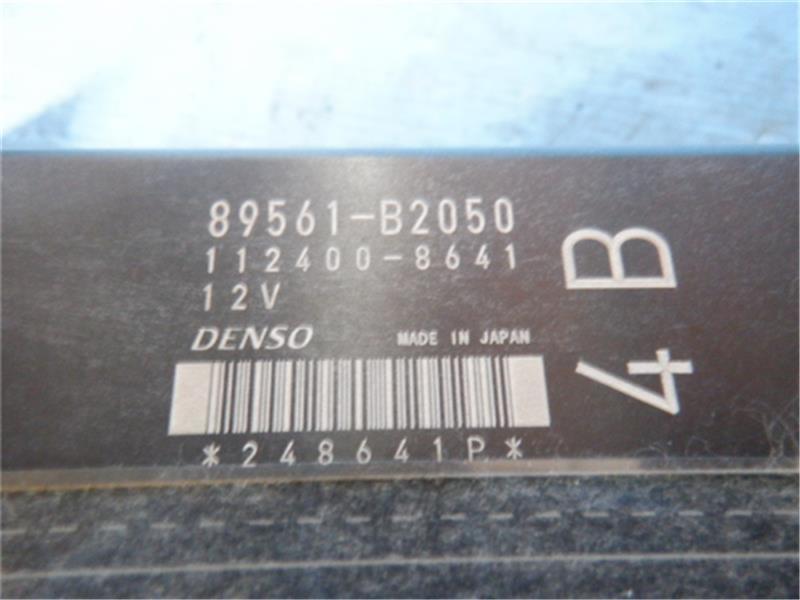 89561-B2050
112400-8641
12V
DENSO MADE IN JAPAN
*248641P*
4B